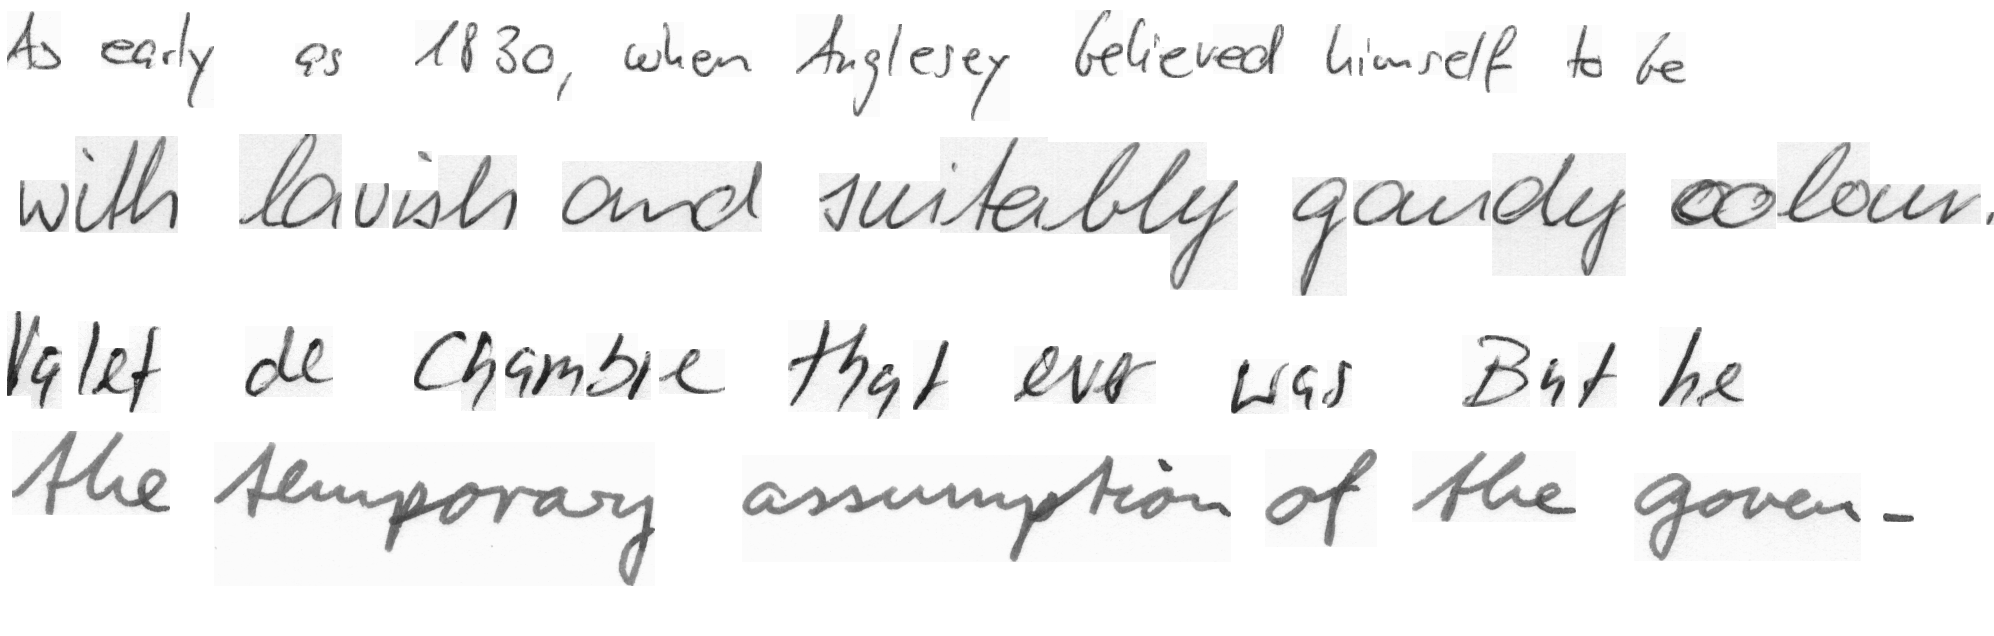 As early as 1830, when Anglesey believed himself to be
with lavish and suitably gaudy colour.
Valet de Chambre that ever was But he
the temporary assumption of the goven-